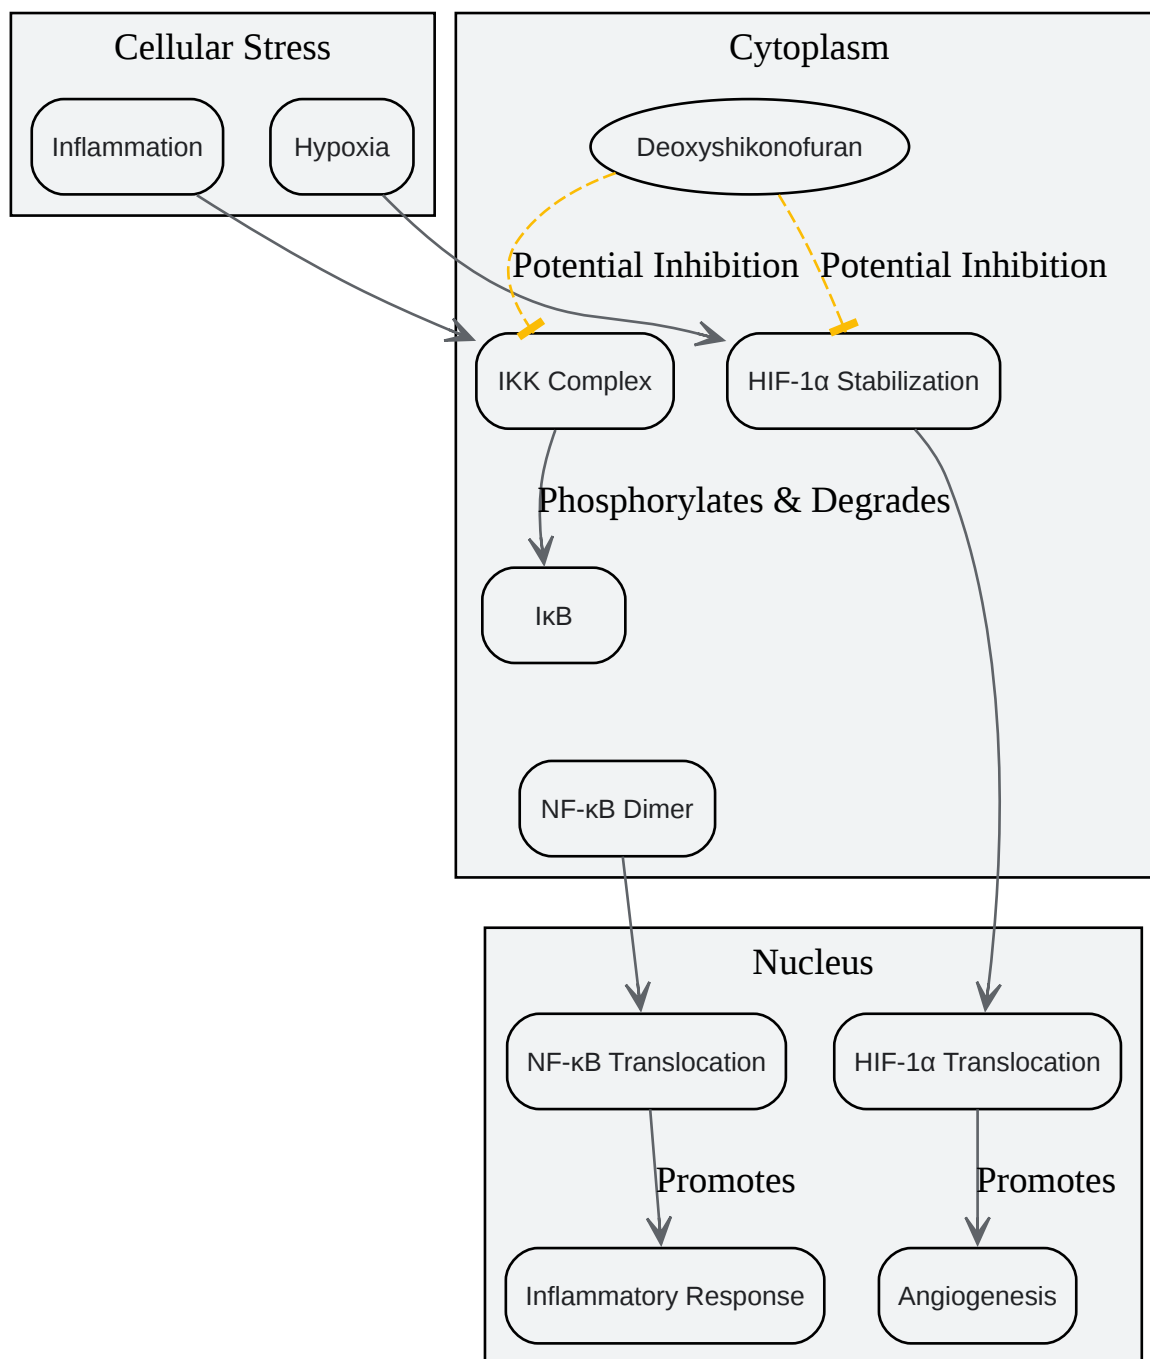 Cellular Stress
Cytoplasm
Inflammation
Hypoxia
Deoxyshikonofuran
Potential Inhibition
Potential Inhibition
IKK Complex
HIF-1α Stabilization
Phosphorylates & Degrades
IκB
NF-κB Dimer
Nucleus
NF-κB Translocation
HIF-1α Translocation
Promotes
Promotes
Inflammatory Response
Angiogenesis